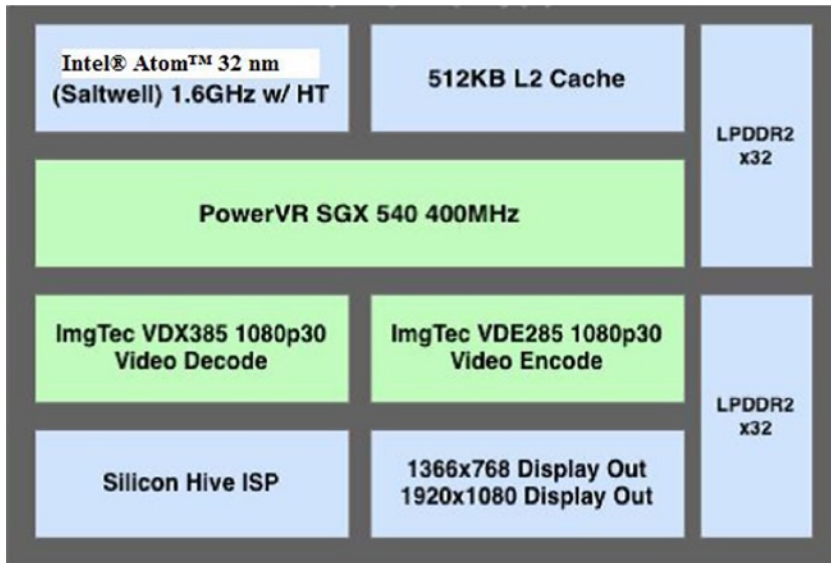 Intel® Atom™ 32 nm
(Saltwell) 1.6GHz w/ HT
512KB L2 Cache
LPDDR2
x32
PowerVR SGX 540 400MHz
ImgTec VDX385 1080p30
Video Decode
ImgTec VDE285 1080p30
Video Encode
LPDDR2
x32
Silicon Hive ISP
1366x768 Display Out
1920x1080 Display Out